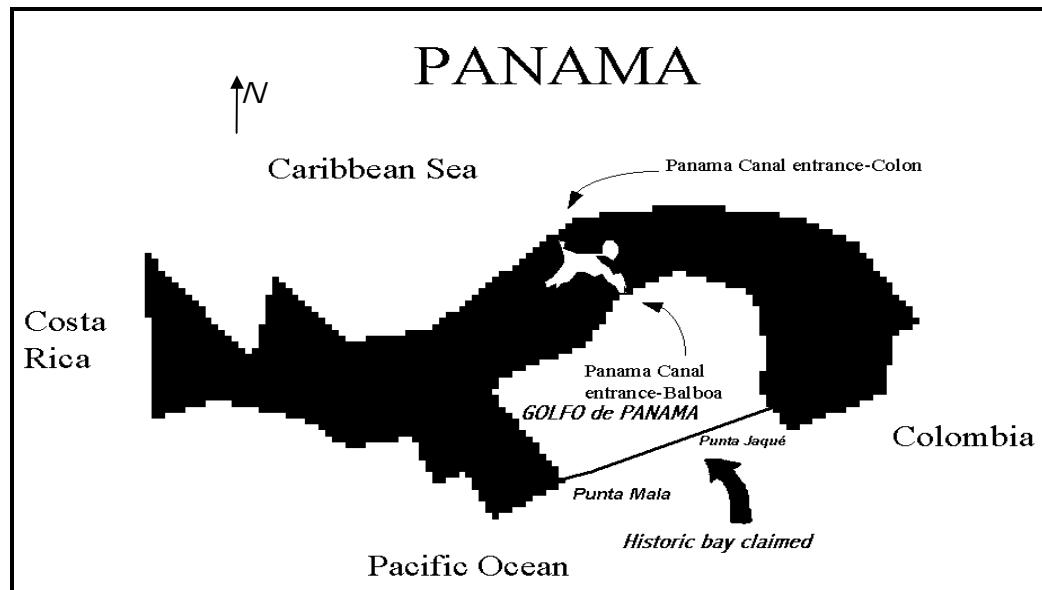 PANAMA
N
Caribbean Sea
Panama Canal entrance-Colon
Costa
Rica
Panama Canal
entrance-Balboa
GOLFO de PANAMA
Punta Jaqué
Colombia
Punta Mala
Historic bay claimed
Pacific Ocean